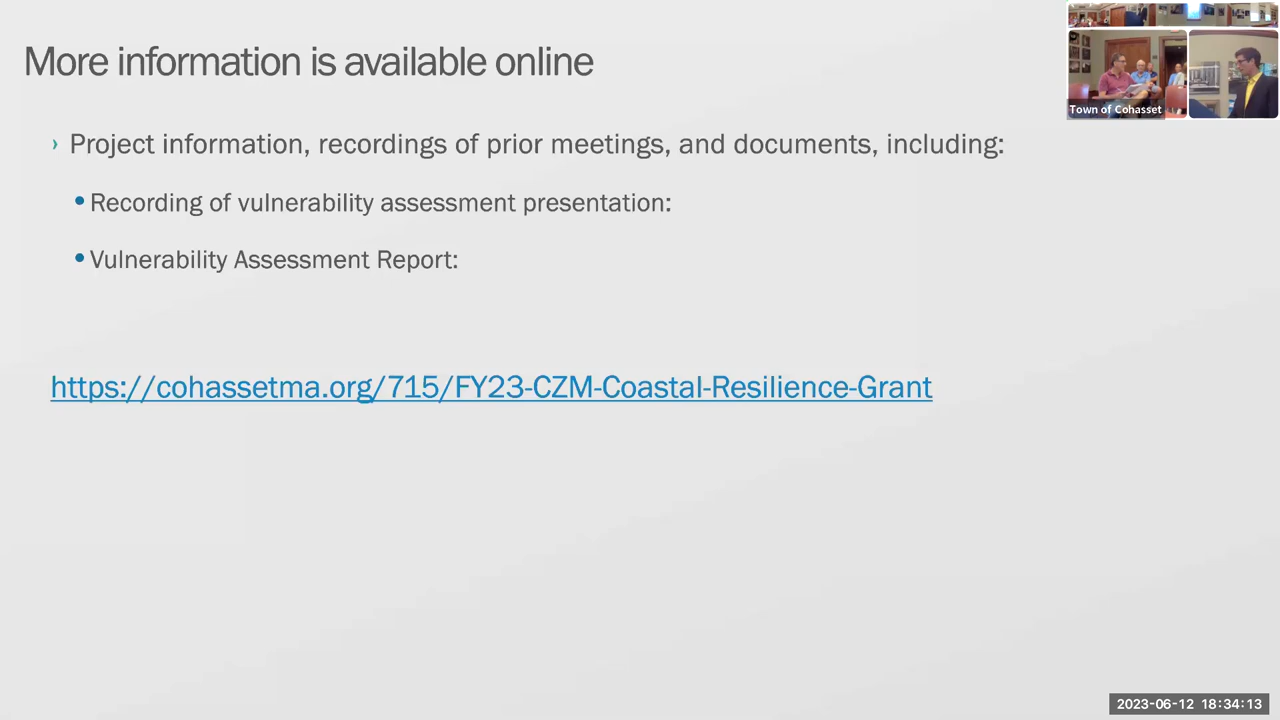 More information is available online
Town of Cohasset
› Project information, recordings of prior meetings, and documents, including:
• Recording of vulnerability assessment presentation:
• Vulnerability Assessment Report:
https://cohassetma.org/715/FY23-CZM-Coastal-Resilience-Grant
2023-06-12 18:34:13